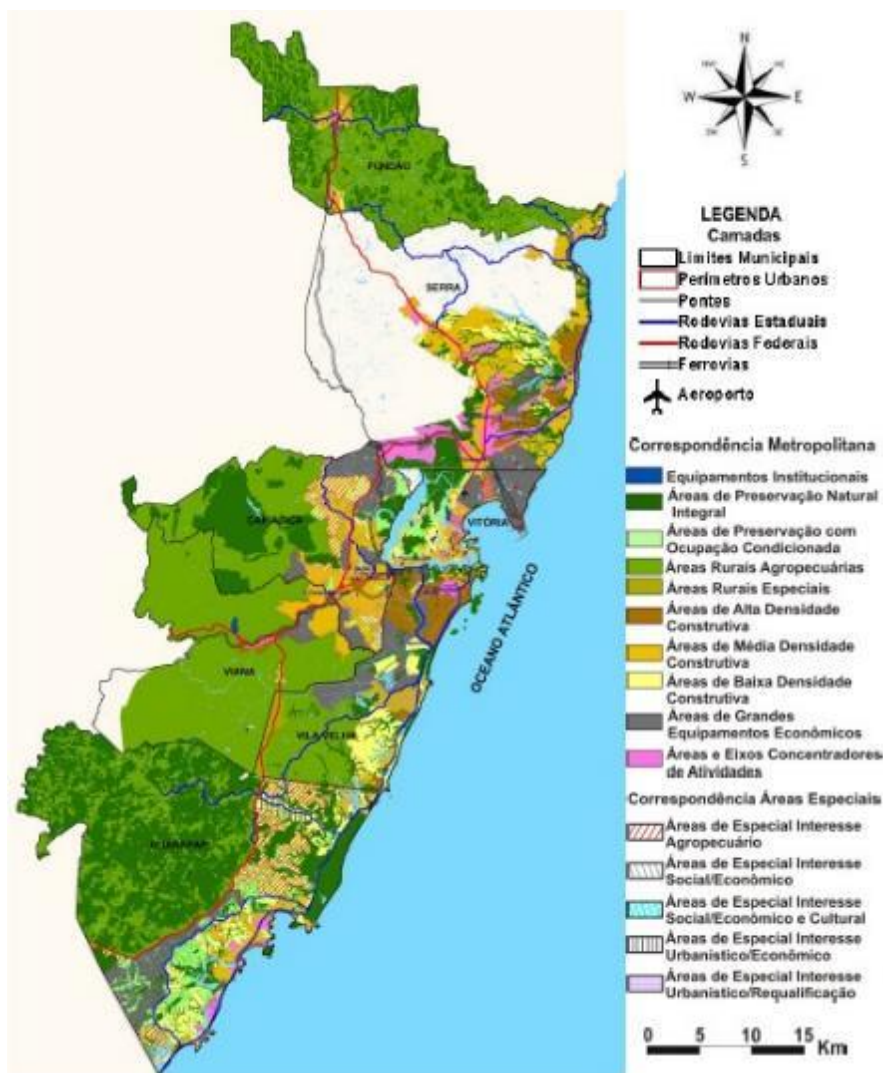 N
NW
NE
W
E
SW
SE
S
LEGENDA
Camadas
Limites Municipais
Perímetros Urbanos
Pontes
Rodovias Estaduais
Rodovias Federais
Ferrovias
Aeroporto
Correspondência Metropolitana
Equipamentos Institucionais
Áreas de Preservação Natural
Integral
Áreas de Preservação com
Ocupação Condicionada
Áreas Rurais Agropecuárias
Áreas Rurais Especiais
Áreas de Alta Densidade
Construtiva
Áreas de Média Densidade
Construtiva
Áreas de Baixa Densidade
Construtiva
Áreas de Grandes
Equipamentos Econômicos
Áreas e Eixos Concentradores
de Atividades
Correspondência Áreas Especiais
Áreas de Especial Interesse
Agropecuário
Áreas de Especial Interesse
Social/Econômico
Áreas de Especial Interesse
Social/Econômico e Cultural
Áreas de Especial Interesse
Urbanístico/Econômico
Áreas de Especial Interesse
Urbanístico/Requalificação
0 5 10 15 Km
FUNDÃO
SERRA
CARIACICA
VITÓRIA
OCEANO ATLÂNTICO
VIANA
VILA VELHA
GUARAPARI